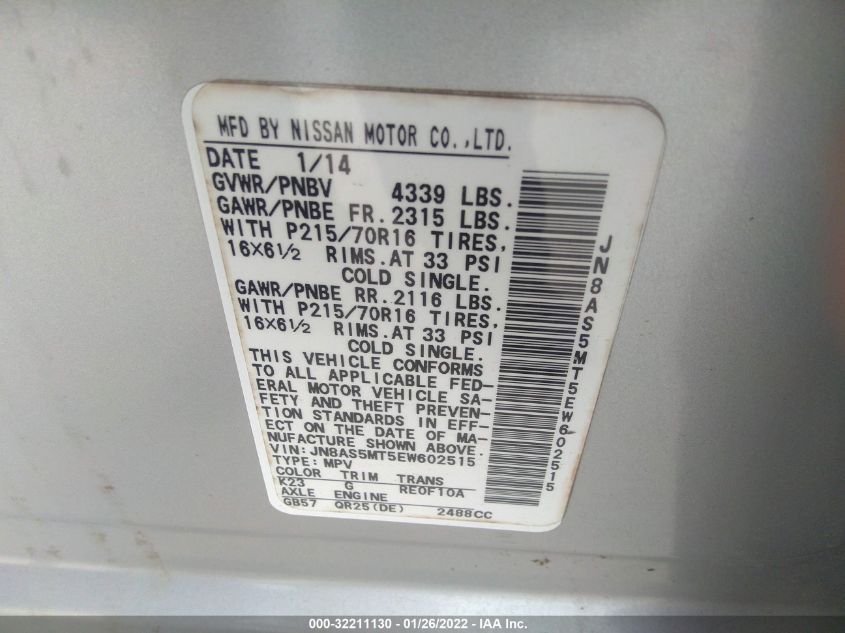 MFD BY NISSAN MOTOR CO.,LTD.
DATE 1/14
GVWR/PNBV 4339 LBS.
GAWR/PNBE FR.2315 LBS.
WITH P215/70R16 TIRES,
16X6½ RIMS.AT 33 PSI
COLD SINGLE.
GAWR/PNBE RR.2116 LBS.
WITH P215/70R16 TIRES,
16X6½ RIMS.AT 33 PSI
COLD SINGLE.
THIS VEHICLE CONFORMS
TO ALL APPLICABLE FED-
ERAL MOTOR VEHICLE SA-
FETY AND THEFT PREVEN-
TION STANDARDS IN EFF-
ECT ON THE DATE OF MA-
NUFACTURE SHOWN ABOVE.
VIN:JN8AS5MT5EW602515
TYPE:MPV
COLOR TRIM TRANS
K23 G RE0F10A
AXLE ENGINE
GB57 QR25(DE) 2488CC
JN8AS5MT5EW602515
000-32211130 - 01/26/2022 - IAA Inc.